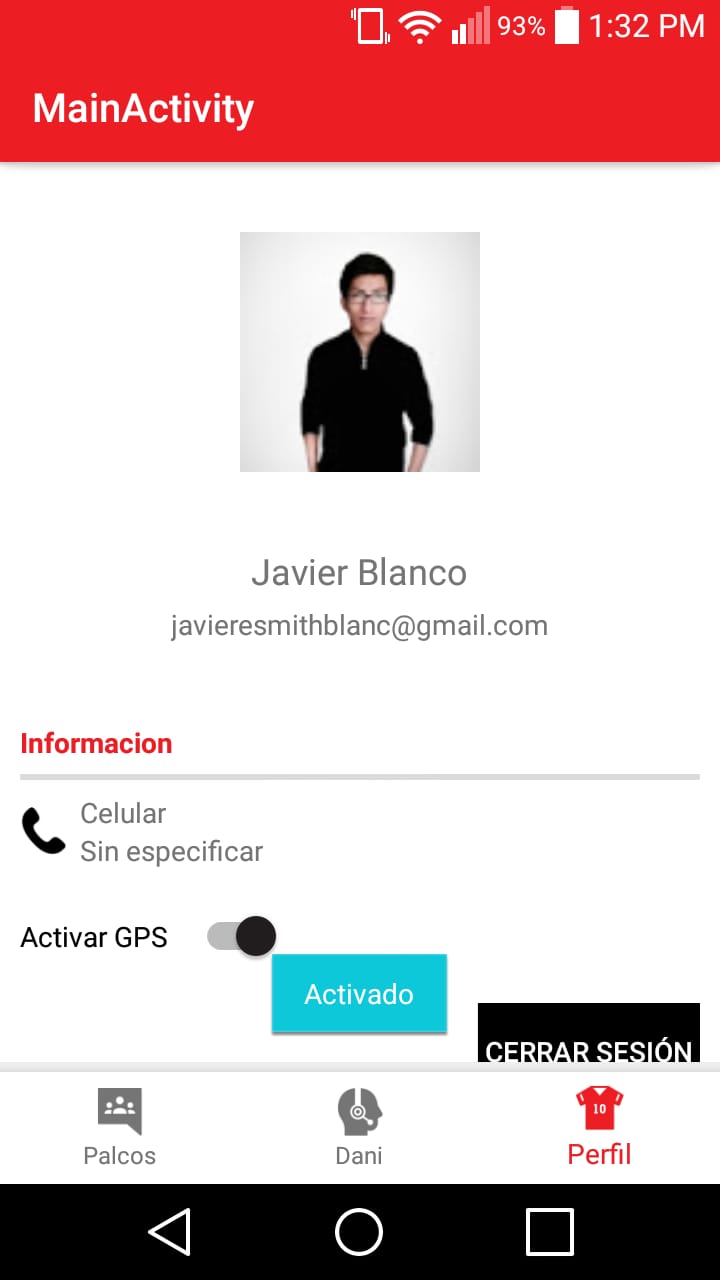 93% 1:32 PM
MainActivity
Javier Blanco
javieresmithblanc@gmail.com
Informacion
Celular
Sin especificar
Activar GPS
Activado
CERRAR SESIÓN
10
Palcos
Dani
Perfil